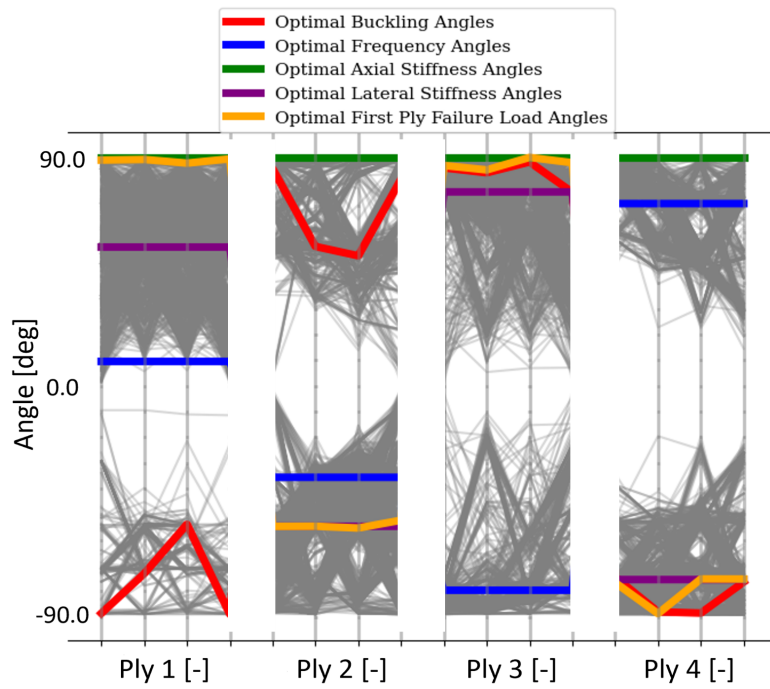 Optimal Buckling Angles
Optimal Frequency Angles
Optimal Axial Stiffness Angles
Optimal Lateral Stiffness Angles
Optimal First Ply Failure Load Angles
90.0
0.0
-90.0
Angle [deg]
Ply 1 [-]
Ply 2 [-]
Ply 3 [-]
Ply 4 [-]